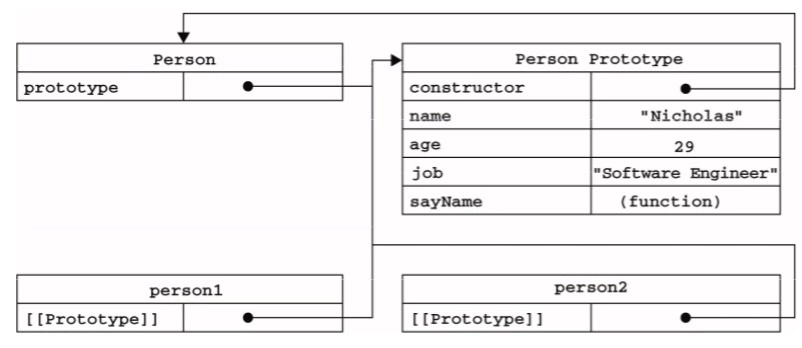 Person
prototype
Person Prototype
constructor
name "Nicholas"
age 29
job "Software Engineer"
sayName (function)
person1
[[Prototype]]
person2
[[Prototype]]